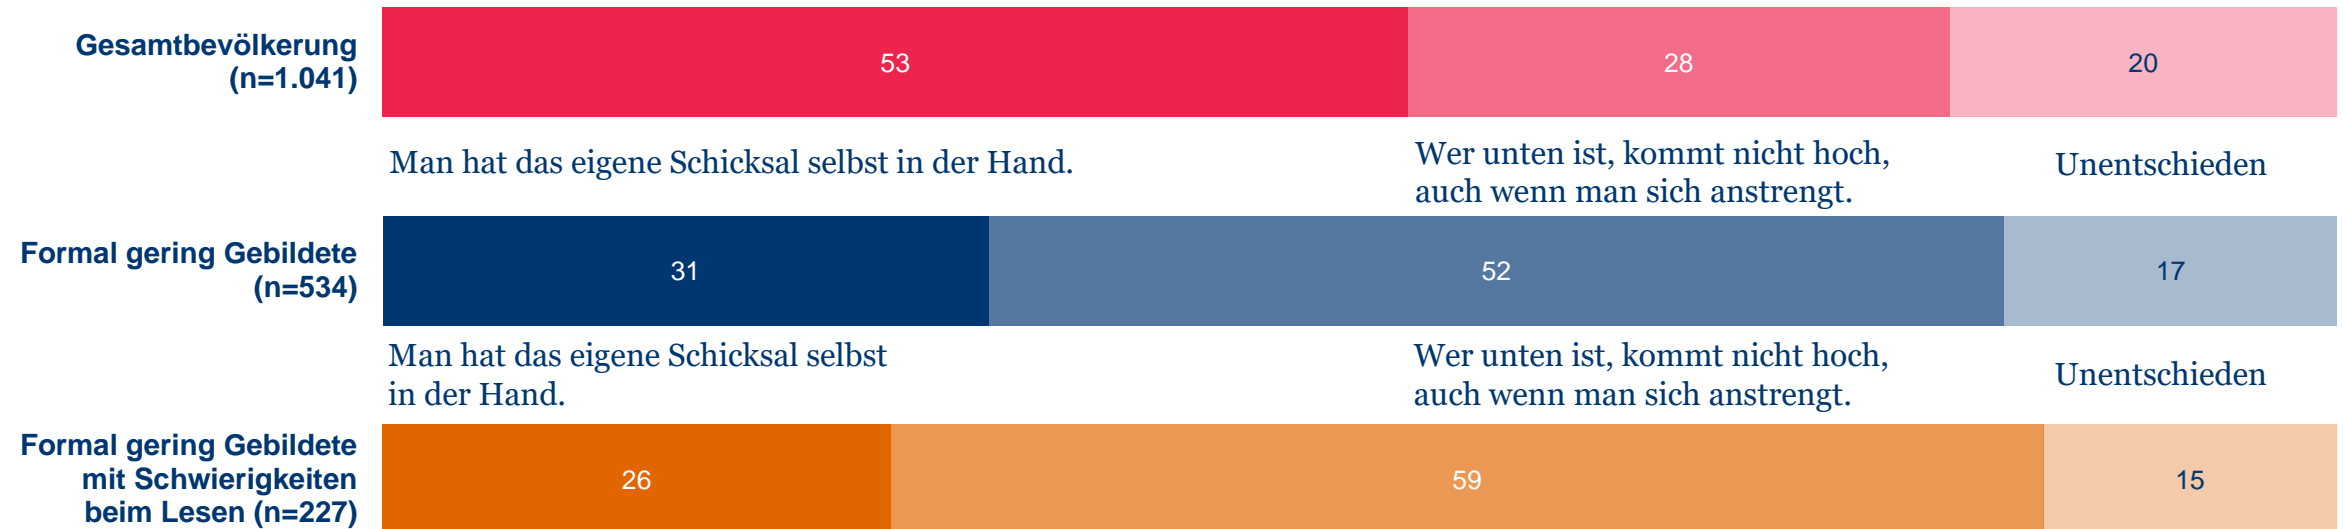 Gesamtbevölkerung
(n=1.041)
53
28
20
Man hat das eigene Schicksal selbst in der Hand.
Wer unten ist, kommt nicht hoch,
auch wenn man sich anstrengt.
Unentschieden
Formal gering Gebildete
(n=534)
31
52
17
Man hat das eigene Schicksal selbst
in der Hand.
Wer unten ist, kommt nicht hoch,
auch wenn man sich anstrengt.
Unentschieden
Formal gering Gebildete
mit Schwierigkeiten
beim Lesen (n=227)
26
59
15